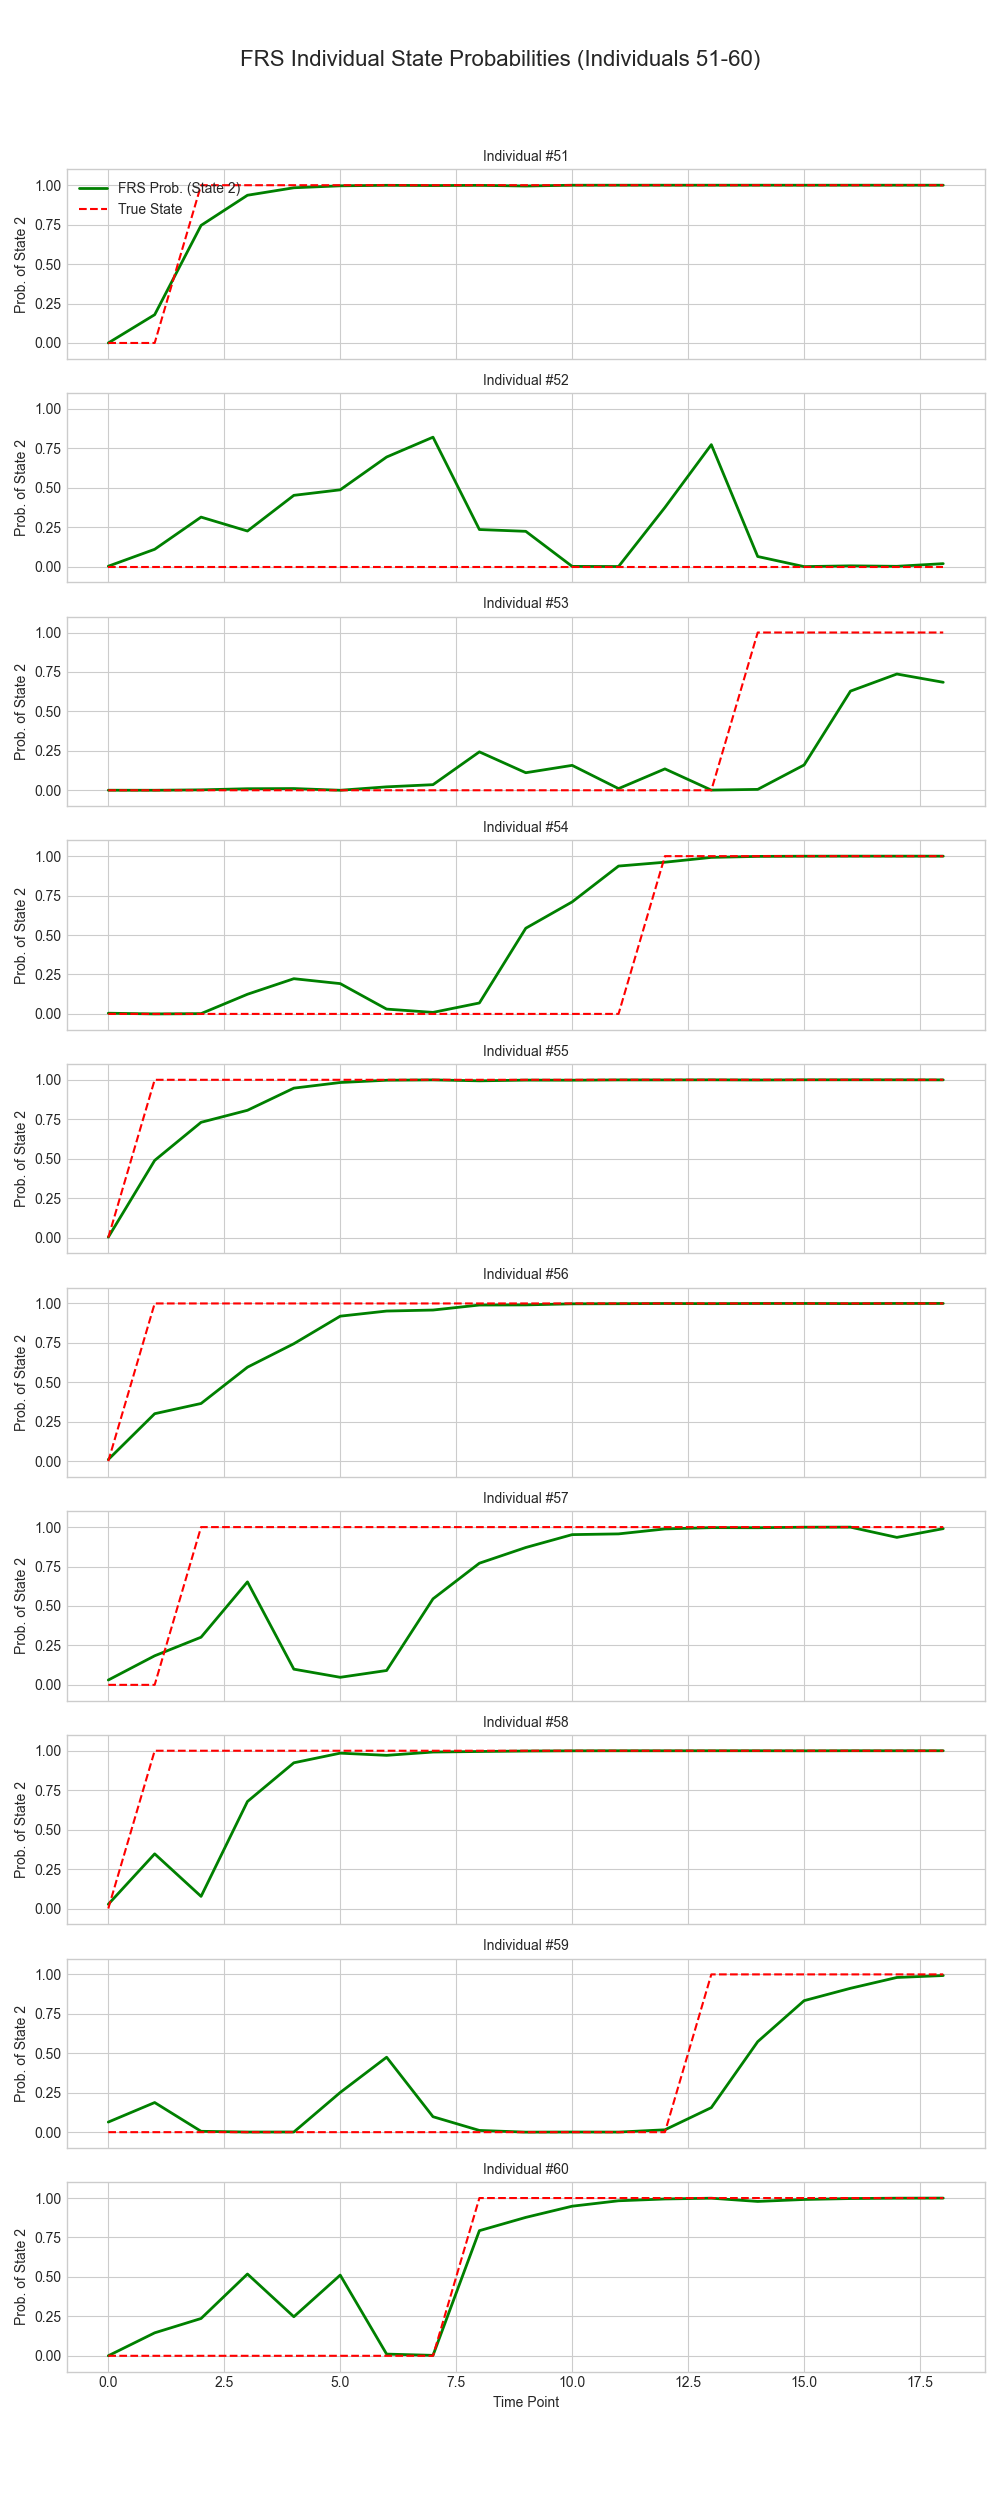 FRS Individual State Probabilities (Individuals 51-60)
Individual #51
1.00
0.75
0.50
0.25
0.00
Prob. of State 2
FRS Prob. (State 2)
True State
Individual #52
1.00
0.75
0.50
0.25
0.00
Prob. of State 2
Individual #53
1.00
0.75
0.50
0.25
0.00
Prob. of State 2
Individual #54
1.00
0.75
0.50
0.25
0.00
Prob. of State 2
Individual #55
1.00
0.75
0.50
0.25
0.00
Prob. of State 2
Individual #56
1.00
0.75
0.50
0.25
0.00
Prob. of State 2
Individual #57
1.00
0.75
0.50
0.25
0.00
Prob. of State 2
Individual #58
1.00
0.75
0.50
0.25
0.00
Prob. of State 2
Individual #59
1.00
0.75
0.50
0.25
0.00
Prob. of State 2
Individual #60
1.00
0.75
0.50
0.25
0.00
Prob. of State 2
0.0 2.5 5.0 7.5 10.0 12.5 15.0 17.5
Time Point